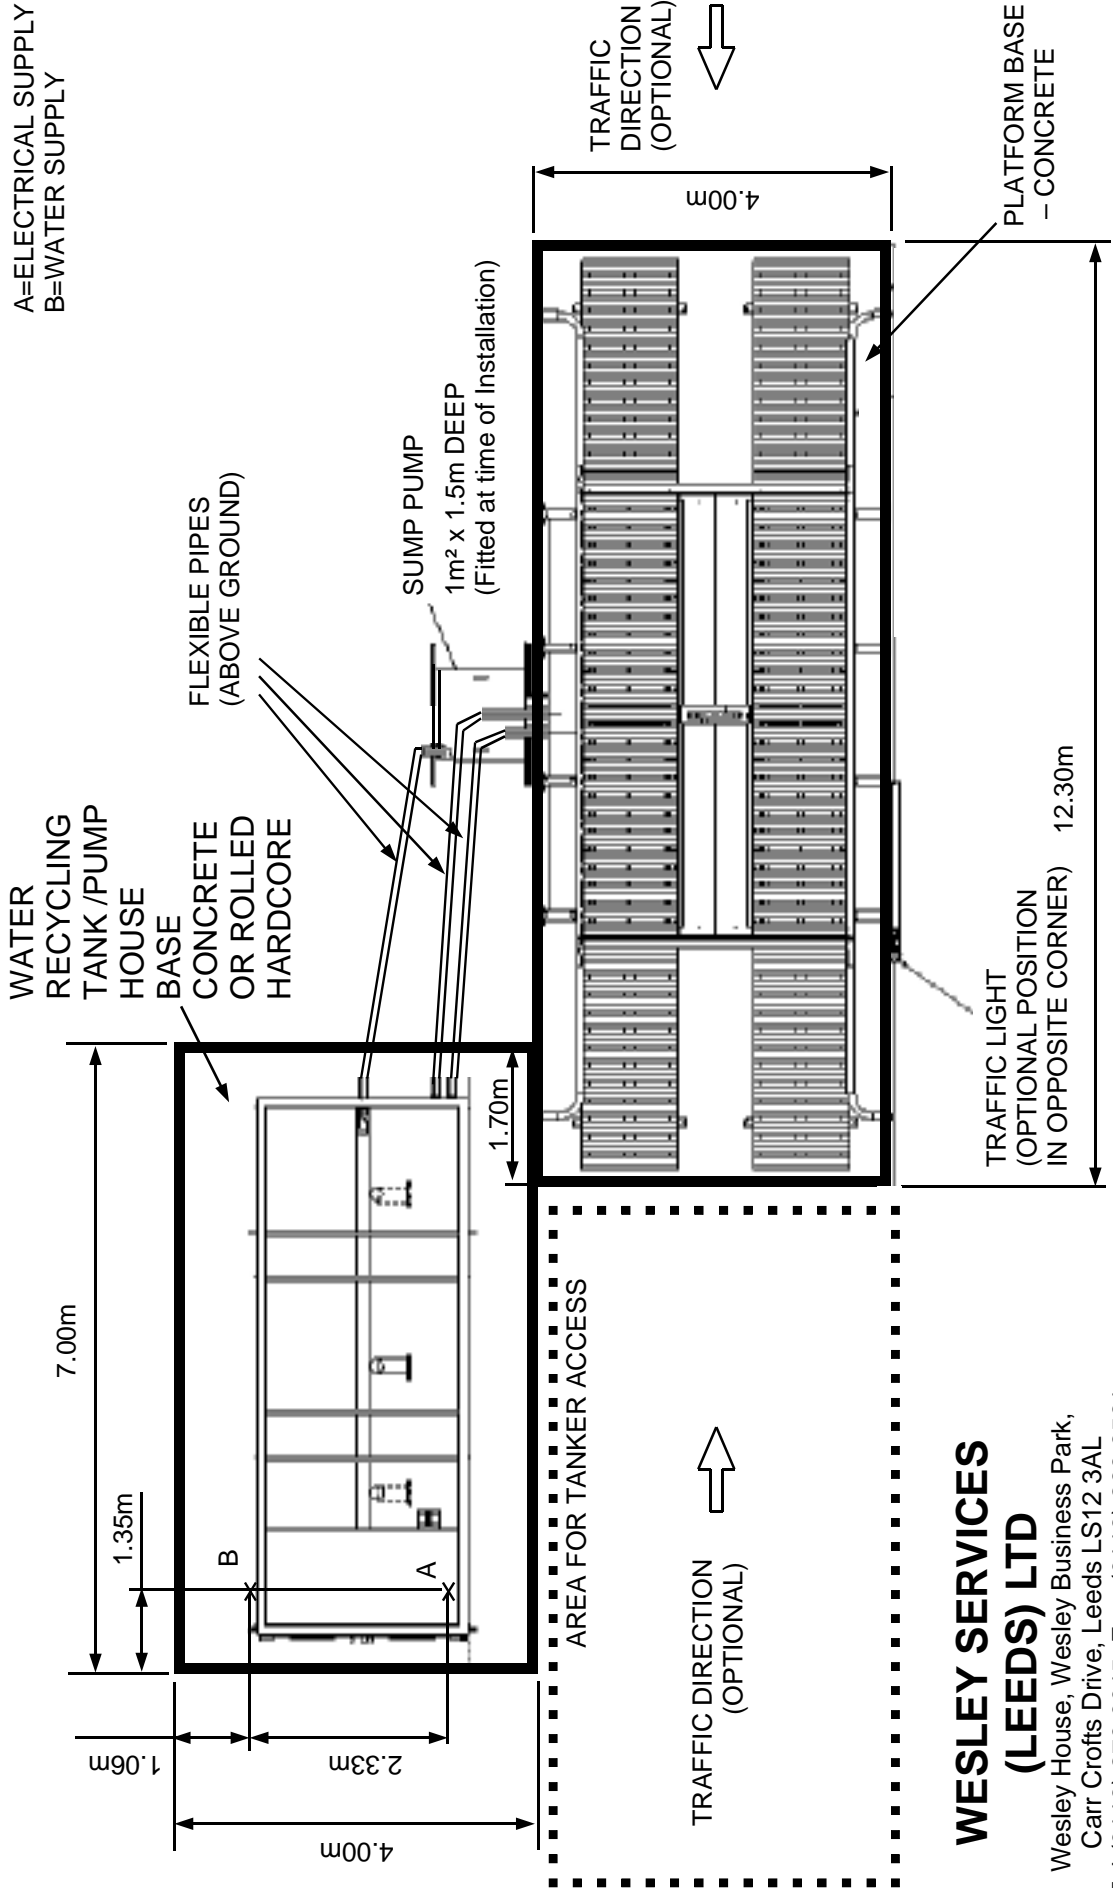 A=ELECTRICAL SUPPLY
B=WATER SUPPLY
WATER
RECYCLING
TANK /PUMP
HOUSE
BASE
CONCRETE
OR ROLLED
HARDCORE
FLEXIBLE PIPES
(ABOVE GROUND)
SUMP PUMP
1m² x 1.5m DEEP
(Fitted at time of Installation)
TRAFFIC
DIRECTION
(OPTIONAL)
7.00m
1.35m
B
A
1.06m
2.33m
4.00m
1.70m
4.00m
AREA FOR TANKER ACCESS
TRAFFIC DIRECTION
(OPTIONAL)
PLATFORM BASE
– CONCRETE
12.30m
TRAFFIC LIGHT
(OPTIONAL POSITION
IN OPPOSITE CORNER)
WESLEY SERVICES
(LEEDS) LTD
Wesley House, Wesley Business Park,
Carr Crofts Drive, Leeds LS12 3AL